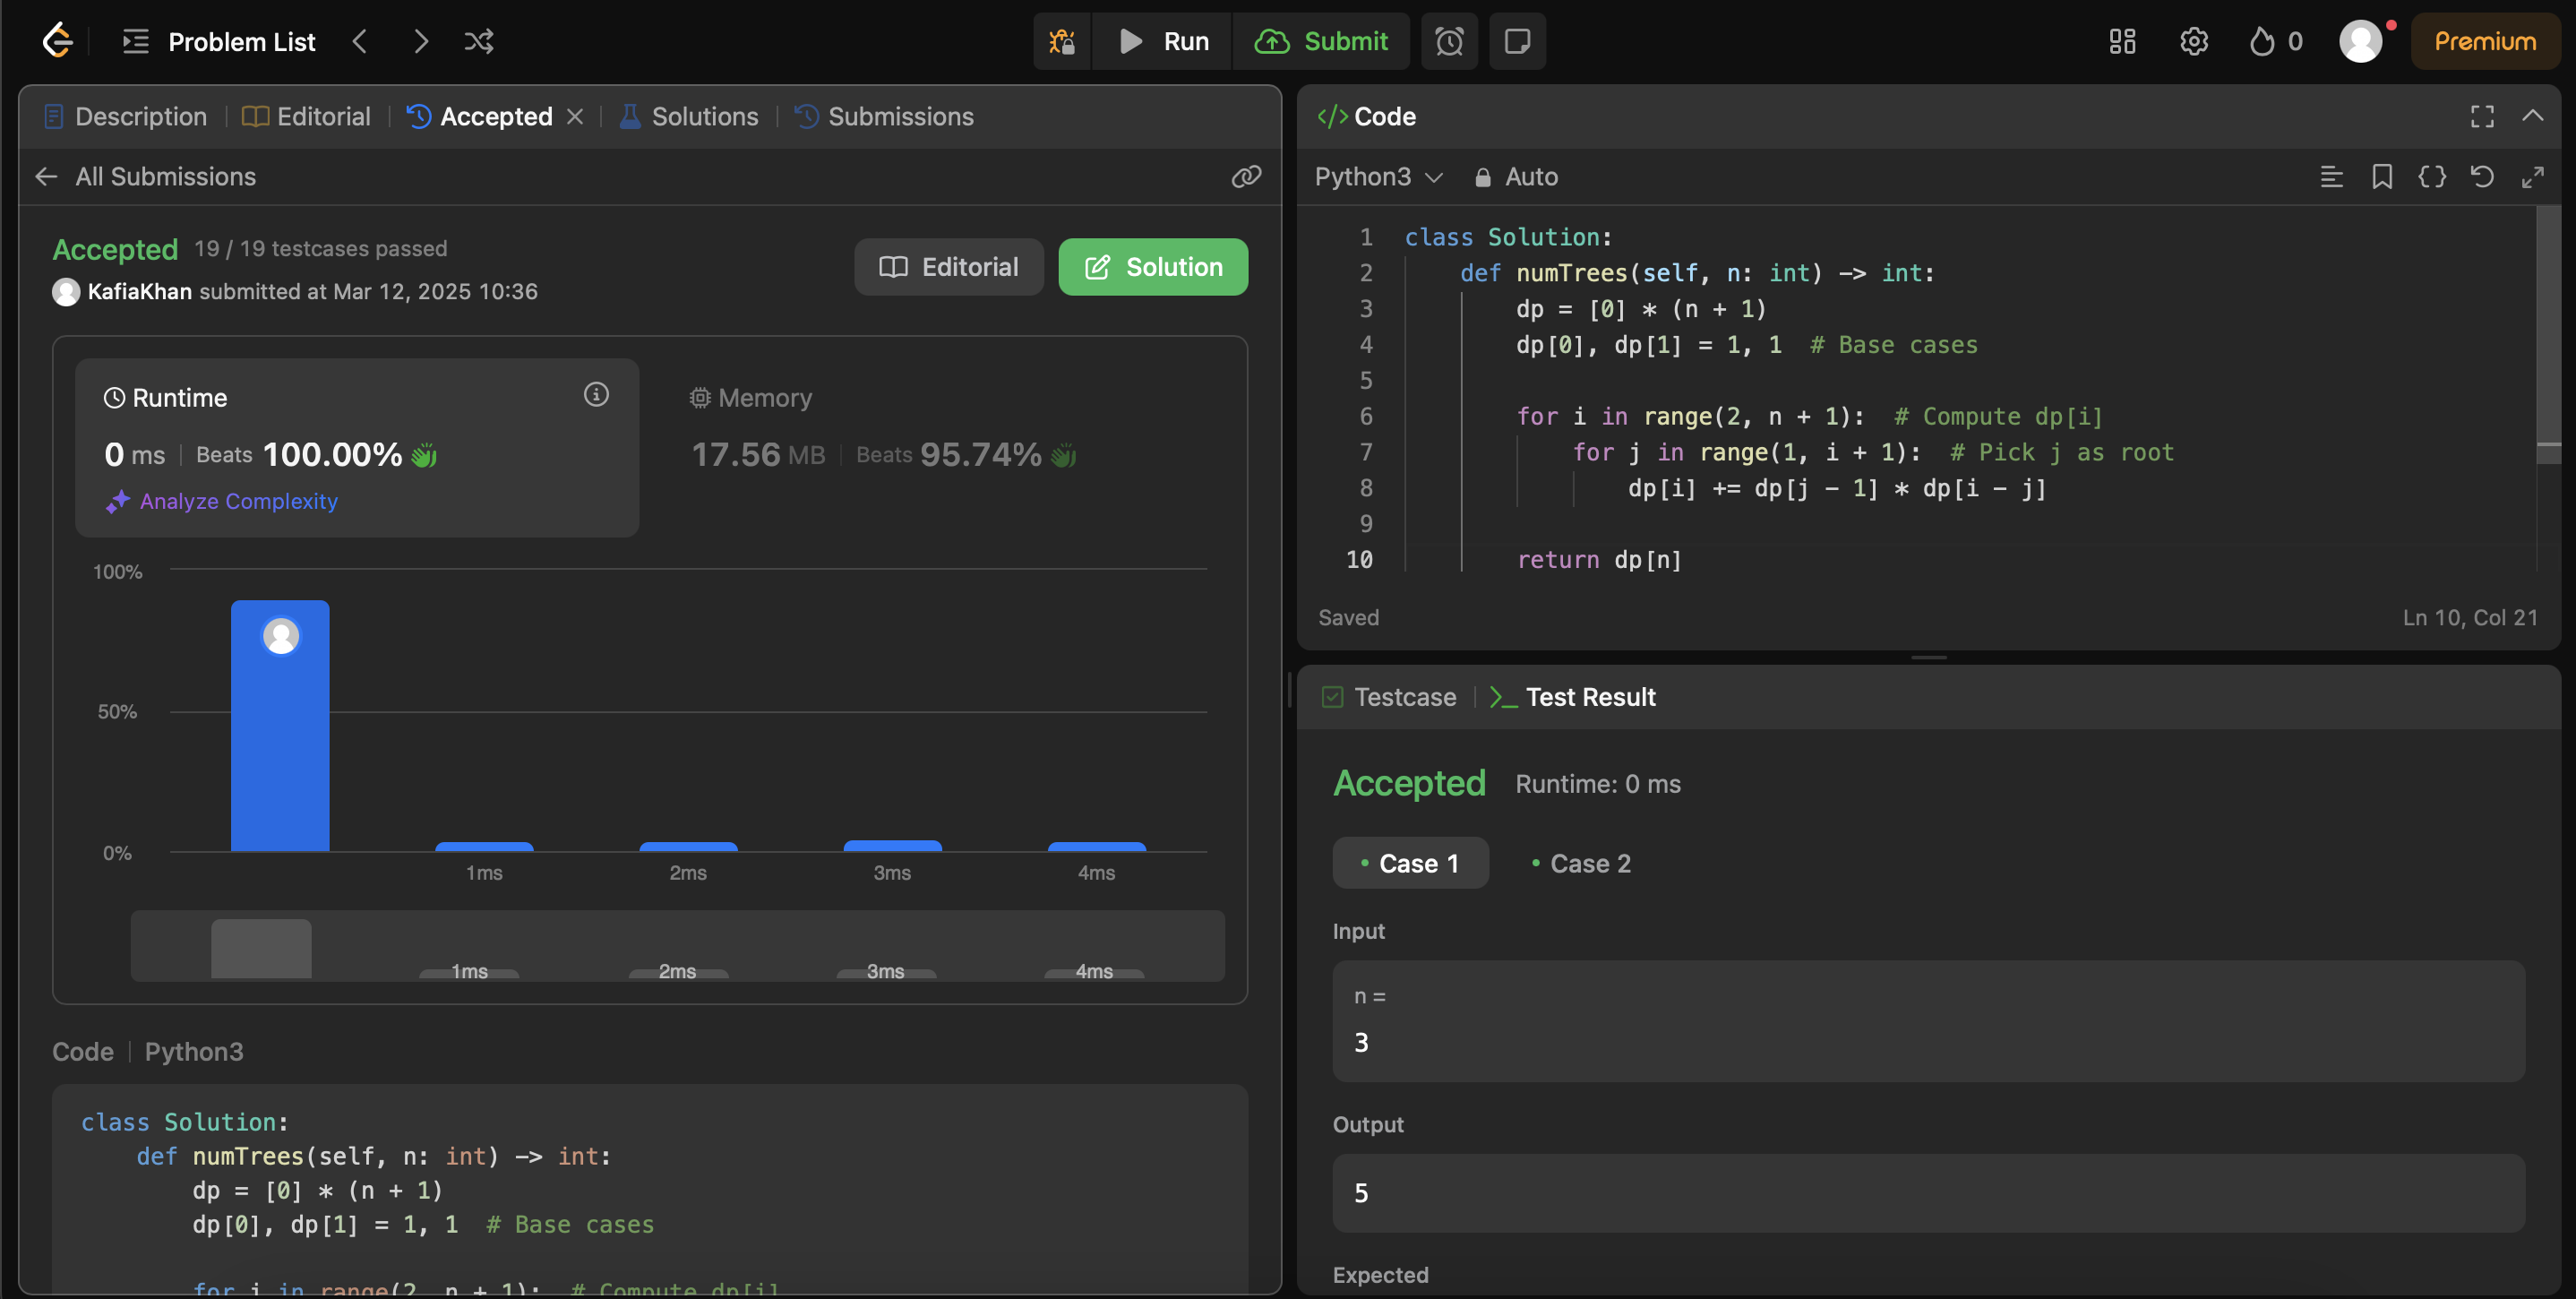 Problem List
Run
Submit
0
Premium
Description
Editorial
Accepted
Solutions
Submissions
All Submissions
Accepted 19 / 19 testcases passed
KafiaKhan submitted at Mar 12, 2025 10:36
Editorial
Solution
Runtime
0 ms
Beats 100.00%
Analyze Complexity
Memory
17.56 MB
Beats 95.74%
100%
50%
0%
1ms 2ms 3ms 4ms
1ms 2ms 3ms 4ms
Code | Python3
class Solution:
    def numTrees(self, n: int) -> int:
        dp = [0] * (n + 1)
        dp[0], dp[1] = 1, 1  # Base cases
        for i in range(2, n + 1):  # Compute dp[i]
</> Code
Python3
Auto
1 class Solution:
2     def numTrees(self, n: int) -> int:
3         dp = [0] * (n + 1)
4         dp[0], dp[1] = 1, 1  # Base cases
5
6         for i in range(2, n + 1):  # Compute dp[i]
7             for j in range(1, i + 1):  # Pick j as root
8                 dp[i] += dp[j - 1] * dp[i - j]
9
10         return dp[n]
Saved
Ln 10, Col 21
Testcase
Test Result
Accepted
Runtime: 0 ms
Case 1
Case 2
Input
n =
3
Output
5
Expected